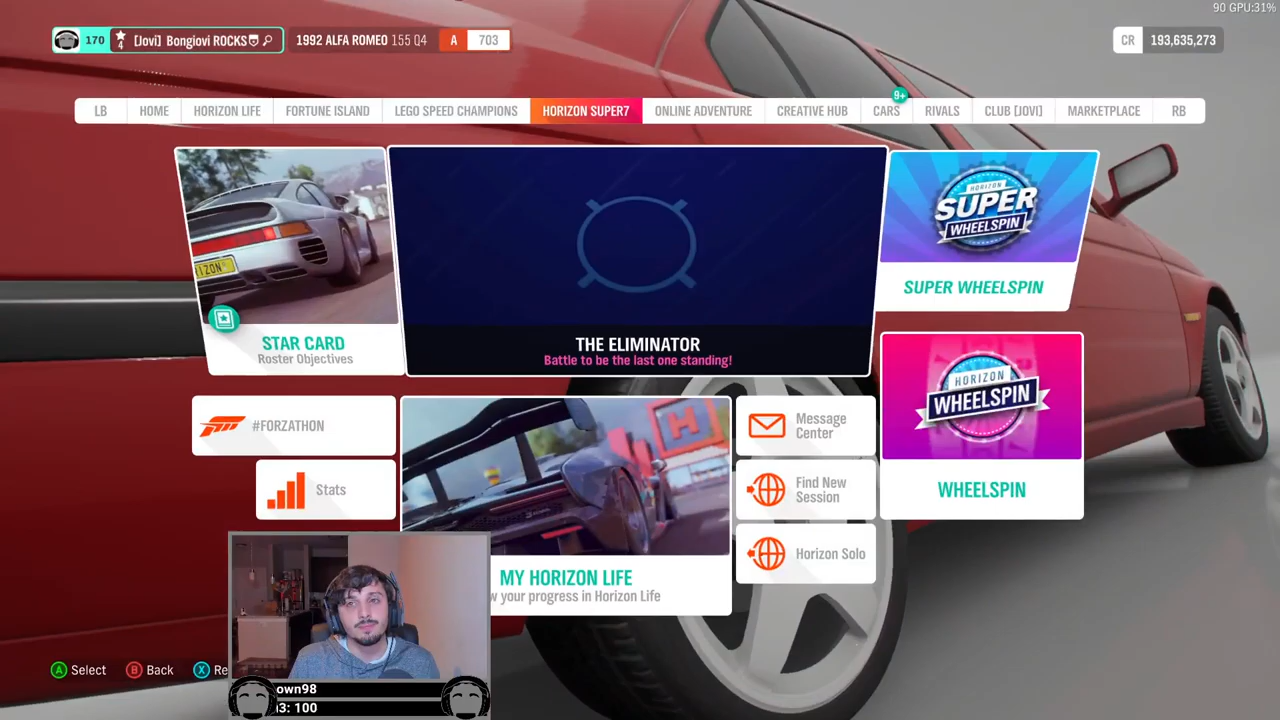 90 GPU:31%
170 4 [Jovi] Bongiovi ROCKS
1992 ALFA ROMEO 155 Q4 A 703
CR 193,635,273
9+
LB HOME HORIZON LIFE FORTUNE ISLAND LEGO SPEED CHAMPIONS HORIZON SUPER7 ONLINE ADVENTURE CREATIVE HUB CARS RIVALS CLUB [JOVI] MARKETPLACE RB
STAR CARD
Roster Objectives
THE ELIMINATOR
Battle to be the last one standing!
HORIZON
SUPER
WHEELSPIN
SUPER WHEELSPIN
#FORZATHON
Stats
MY HORIZON LIFE
w your progress in Horizon Life
Message
Center
Find New
Session
Horizon Solo
HORIZON
WHEELSPIN
WHEELSPIN
A Select B Back X Re
own98
3: 100